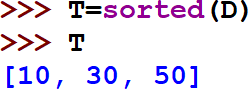 >>> T=sorted(D)
>>> T
[10, 30, 50]